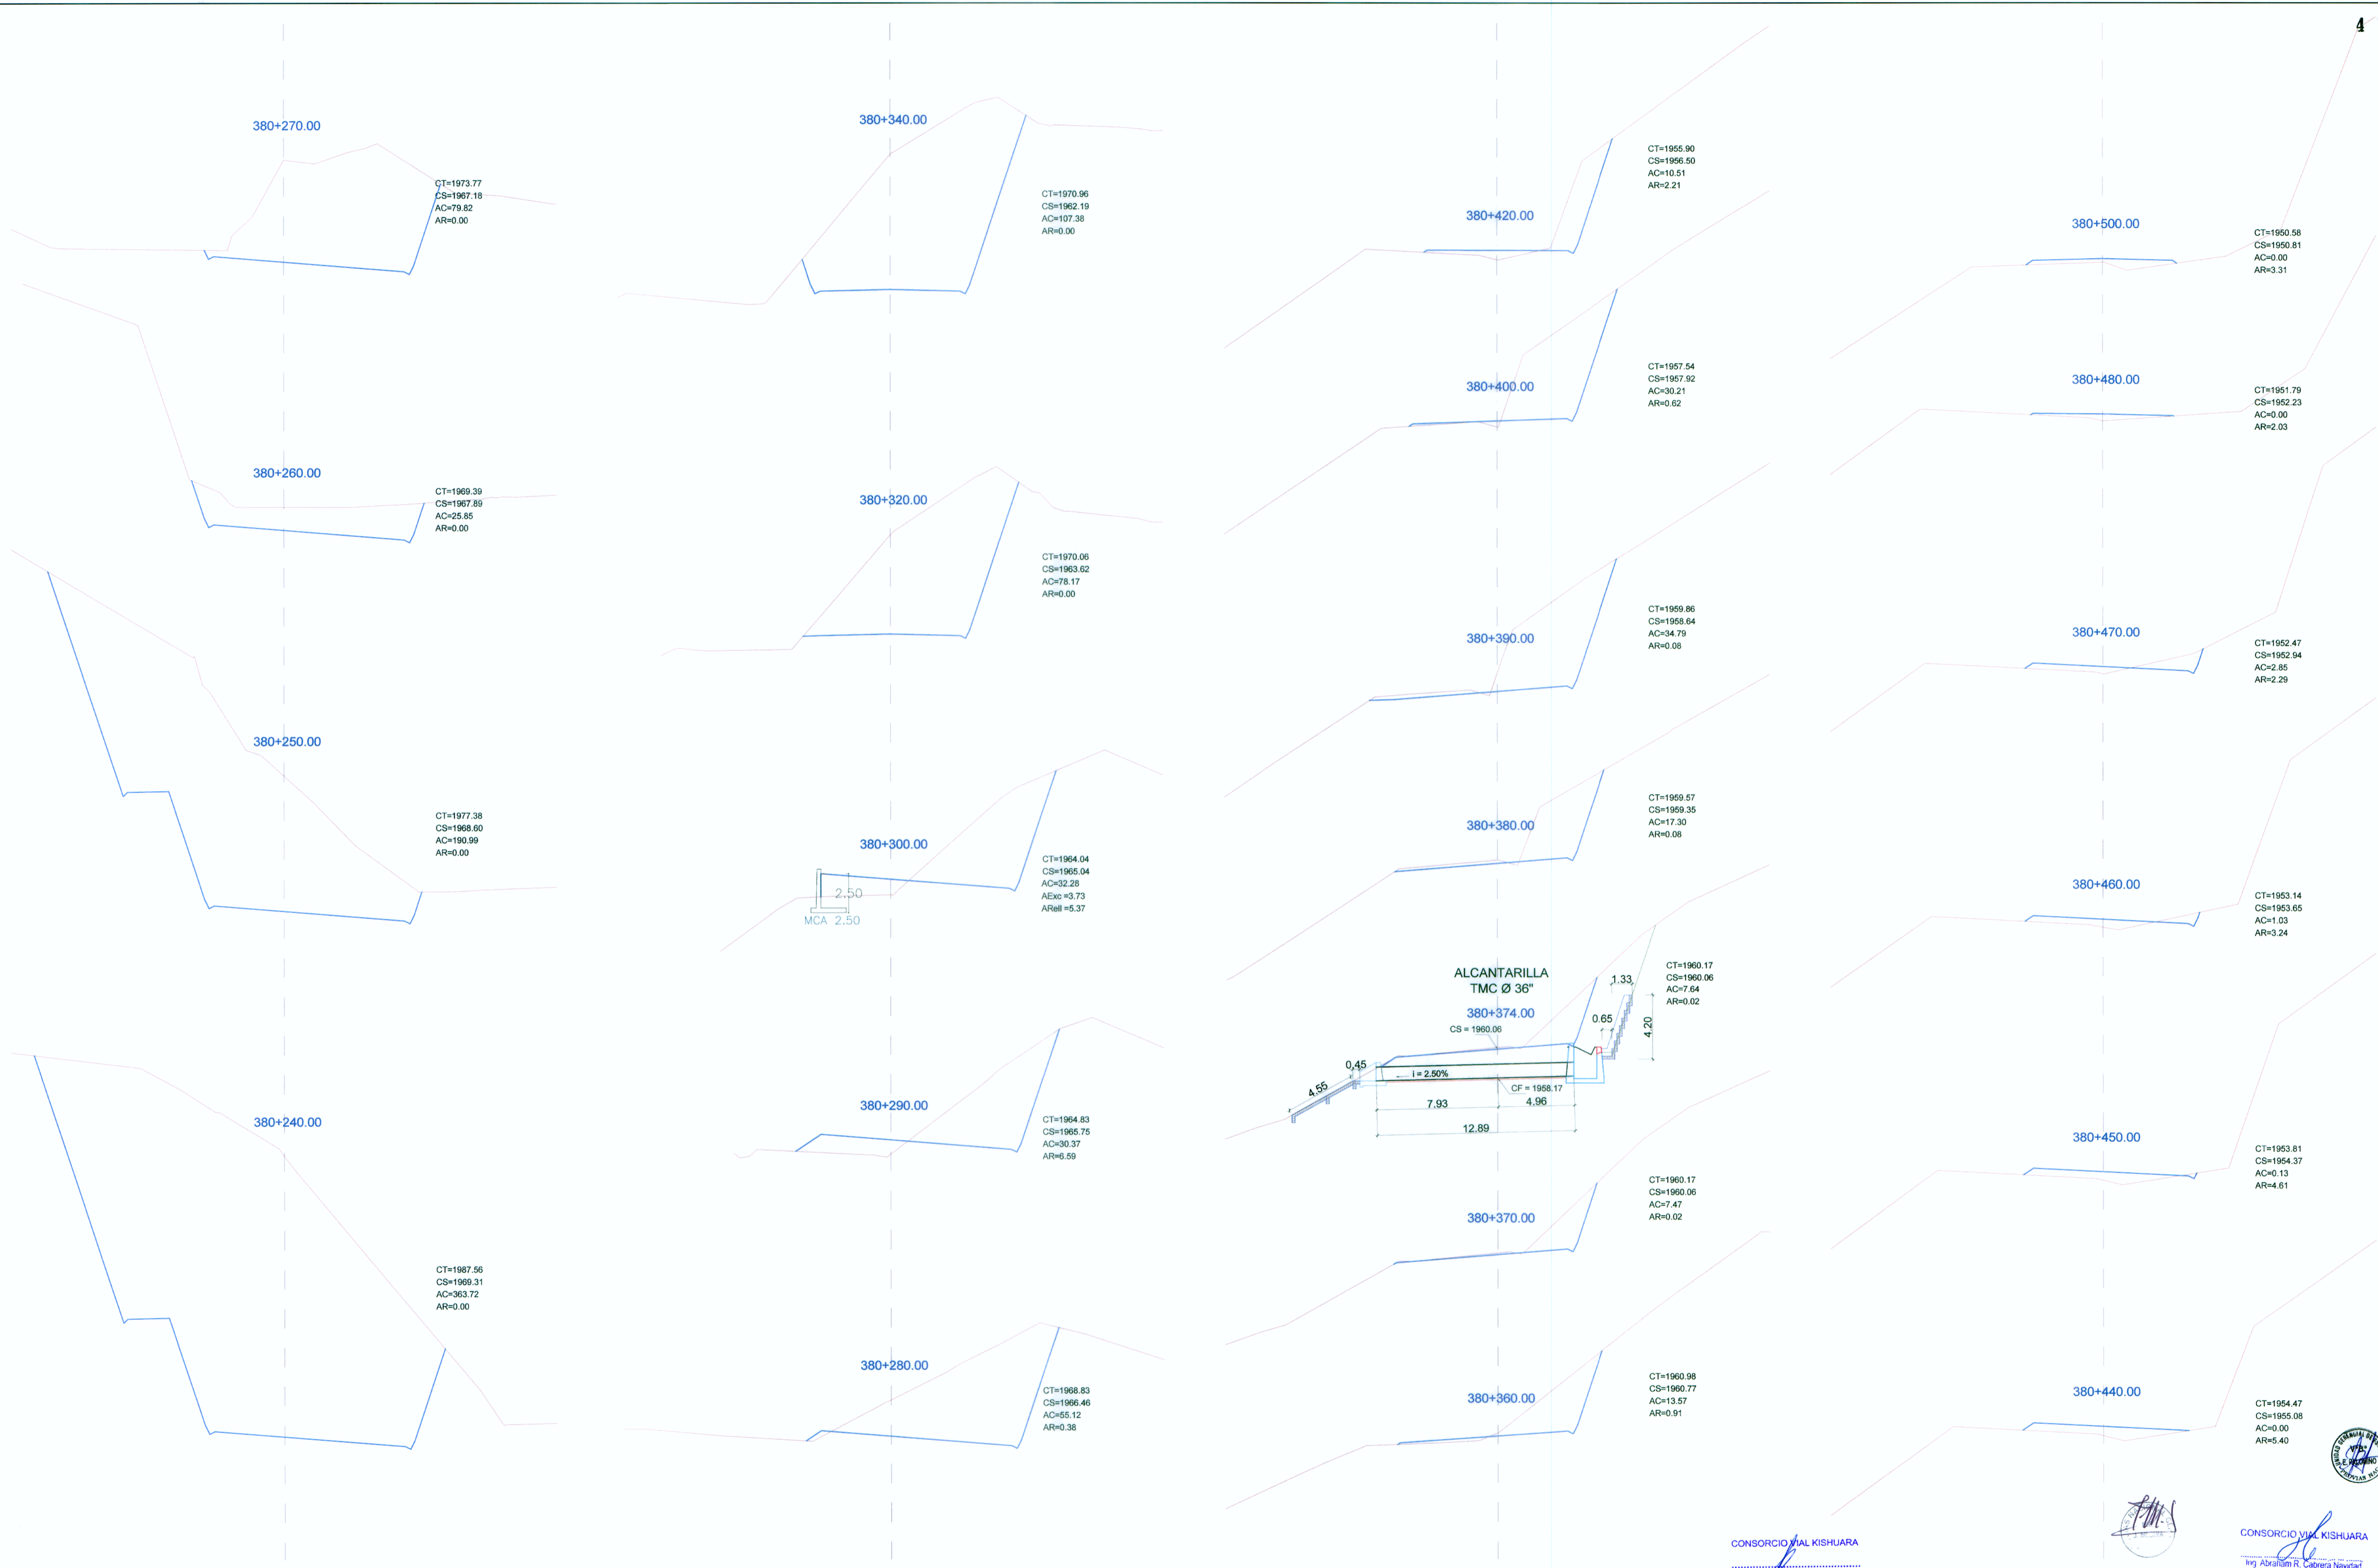 4
380+270.00
CT=1973.77
CS=1967.18
AC=79.82
AR=0.00
380+260.00
CT=1969.39
CS=1967.89
AC=25.85
AR=0.00
380+250.00
CT=1977.38
CS=1968.60
AC=190.99
AR=0.00
380+240.00
CT=1987.56
CS=1969.31
AC=363.72
AR=0.00
380+340.00
CT=1970.96
CS=1962.19
AC=107.38
AR=0.00
380+320.00
CT=1970.06
CS=1963.62
AC=78.17
AR=0.00
380+300.00
CT=1964.04
CS=1965.04
AC=32.28
AExc =3.73
ARell =5.37
2.50
MCA 2.50
380+290.00
CT=1964.83
CS=1965.75
AC=30.37
AR=6.59
380+280.00
CT=1968.83
CS=1966.46
AC=55.12
AR=0.38
380+420.00
CT=1955.90
CS=1956.50
AC=10.51
AR=2.21
380+400.00
CT=1957.54
CS=1957.92
AC=30.21
AR=0.62
380+390.00
CT=1959.86
CS=1958.64
AC=34.79
AR=0.08
380+380.00
CT=1959.57
CS=1959.35
AC=17.30
AR=0.08
ALCANTARILLA
TMC Ø 36"
380+374.00
CS = 1960.06
CT=1960.17
CS=1960.06
AC=7.64
AR=0.02
1.33
0.65
4.20
0.45
4.55
i = 2.50%
CF = 1958.17
7.93
4.96
12.89
380+370.00
CT=1960.17
CS=1960.06
AC=7.47
AR=0.02
380+360.00
CT=1960.98
CS=1960.77
AC=13.57
AR=0.91
380+500.00
CT=1950.58
CS=1950.81
AC=0.00
AR=3.31
380+480.00
CT=1951.79
CS=1952.23
AC=0.00
AR=2.03
380+470.00
CT=1952.47
CS=1952.94
AC=2.85
AR=2.29
380+460.00
CT=1953.14
CS=1953.65
AC=1.03
AR=3.24
380+450.00
CT=1953.81
CS=1954.37
AC=0.13
AR=4.61
380+440.00
CT=1954.47
CS=1955.08
AC=0.00
AR=5.40
UNIDAD GERENCIAL DE
V°B°
CONSORCIO VIAL KISHUARA
CONSORCIO VIAL KISHUARA
Ing. Abraham R. Cabrera Navidad